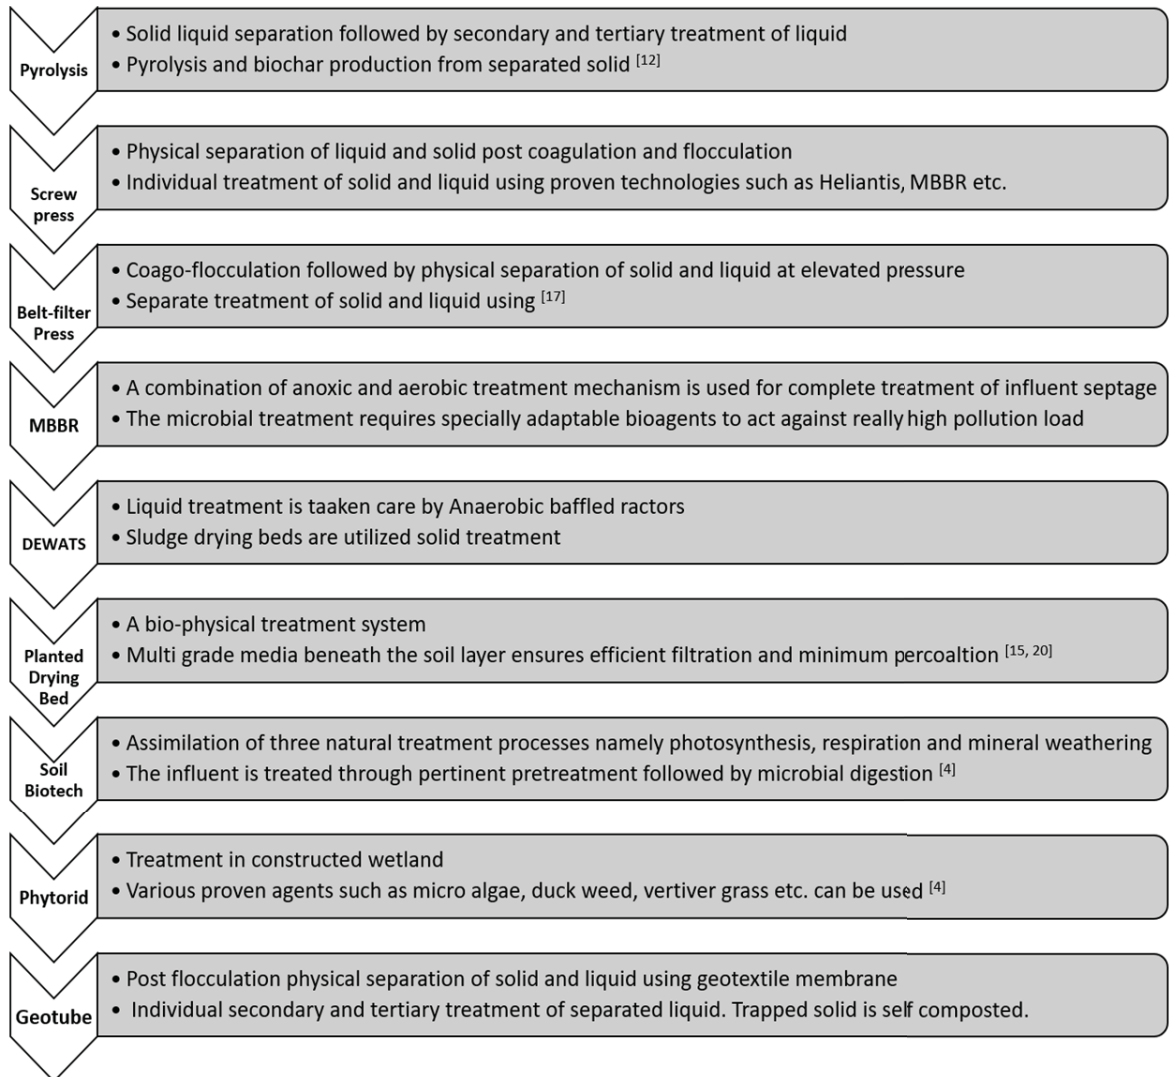 Pyrolysis
• Solid liquid separation followed by secondary and tertiary treatment of liquid
• Pyrolysis and biochar production from separated solid [12]
Screw
press
• Physical separation of liquid and solid post coagulation and flocculation
• Individual treatment of solid and liquid using proven technologies such as Heliantis, MBBR etc.
Belt-filter
Press
• Coago-flocculation followed by physical separation of solid and liquid at elevated pressure
• Separate treatment of solid and liquid using [17]
MBBR
• A combination of anoxic and aerobic treatment mechanism is used for complete treatment of influent septage
• The microbial treatment requires specially adaptable bioagents to act against really high pollution load
DEWATS
• Liquid treatment is taaken care by Anaerobic baffled ractors
• Sludge drying beds are utilized solid treatment
Planted
Drying
Bed
• A bio-physical treatment system
• Multi grade media beneath the soil layer ensures efficient filtration and minimum percoaltion [15, 20]
Soil
Biotech
• Assimilation of three natural treatment processes namely photosynthesis, respiration and mineral weathering
• The influent is treated through pertinent pretreatment followed by microbial digestion [4]
Phytorid
• Treatment in constructed wetland
• Various proven agents such as micro algae, duck weed, vertiver grass etc. can be used [4]
Geotube
• Post flocculation physical separation of solid and liquid using geotextile membrane
• Individual secondary and tertiary treatment of separated liquid. Trapped solid is self composted.